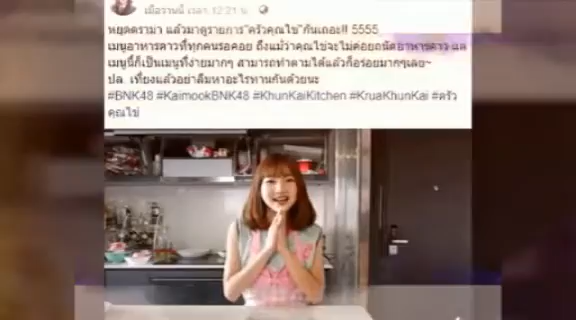 เมื่อวานนี้ เวลา 12:21 น.
หยุดดรามา แล้วมาดูรายการ"ครัวคุณไข่"กันเถอะ!! 5555
เมนูอาหารคาวที่ทุกคนรอคอย ถึงแม้ว่าคุณไข่จะไม่ค่อยถนัดอาหารคาว แต่
เมนูนี้ก็เป็นเมนูที่ง่ายมากๆ สามารถทำตามได้แล้วก็อร่อยมากๆเลย~
ปล. เที่ยงแล้วอย่าลืมหาอะไรทานกันด้วยนะ
#BNK48 #KaimookBNK48 #KhunKaiKitchen #KruaKhunKai #ครัว
คุณไข่